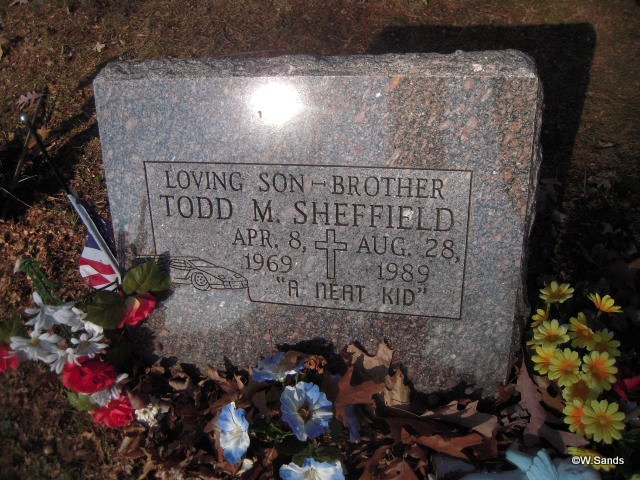 LOVING SON-BROTHER
TODD M. SHEFFIELD
APR. 8, AUG. 28,
1969 1989
"A NEAT KID"
©W.Sands